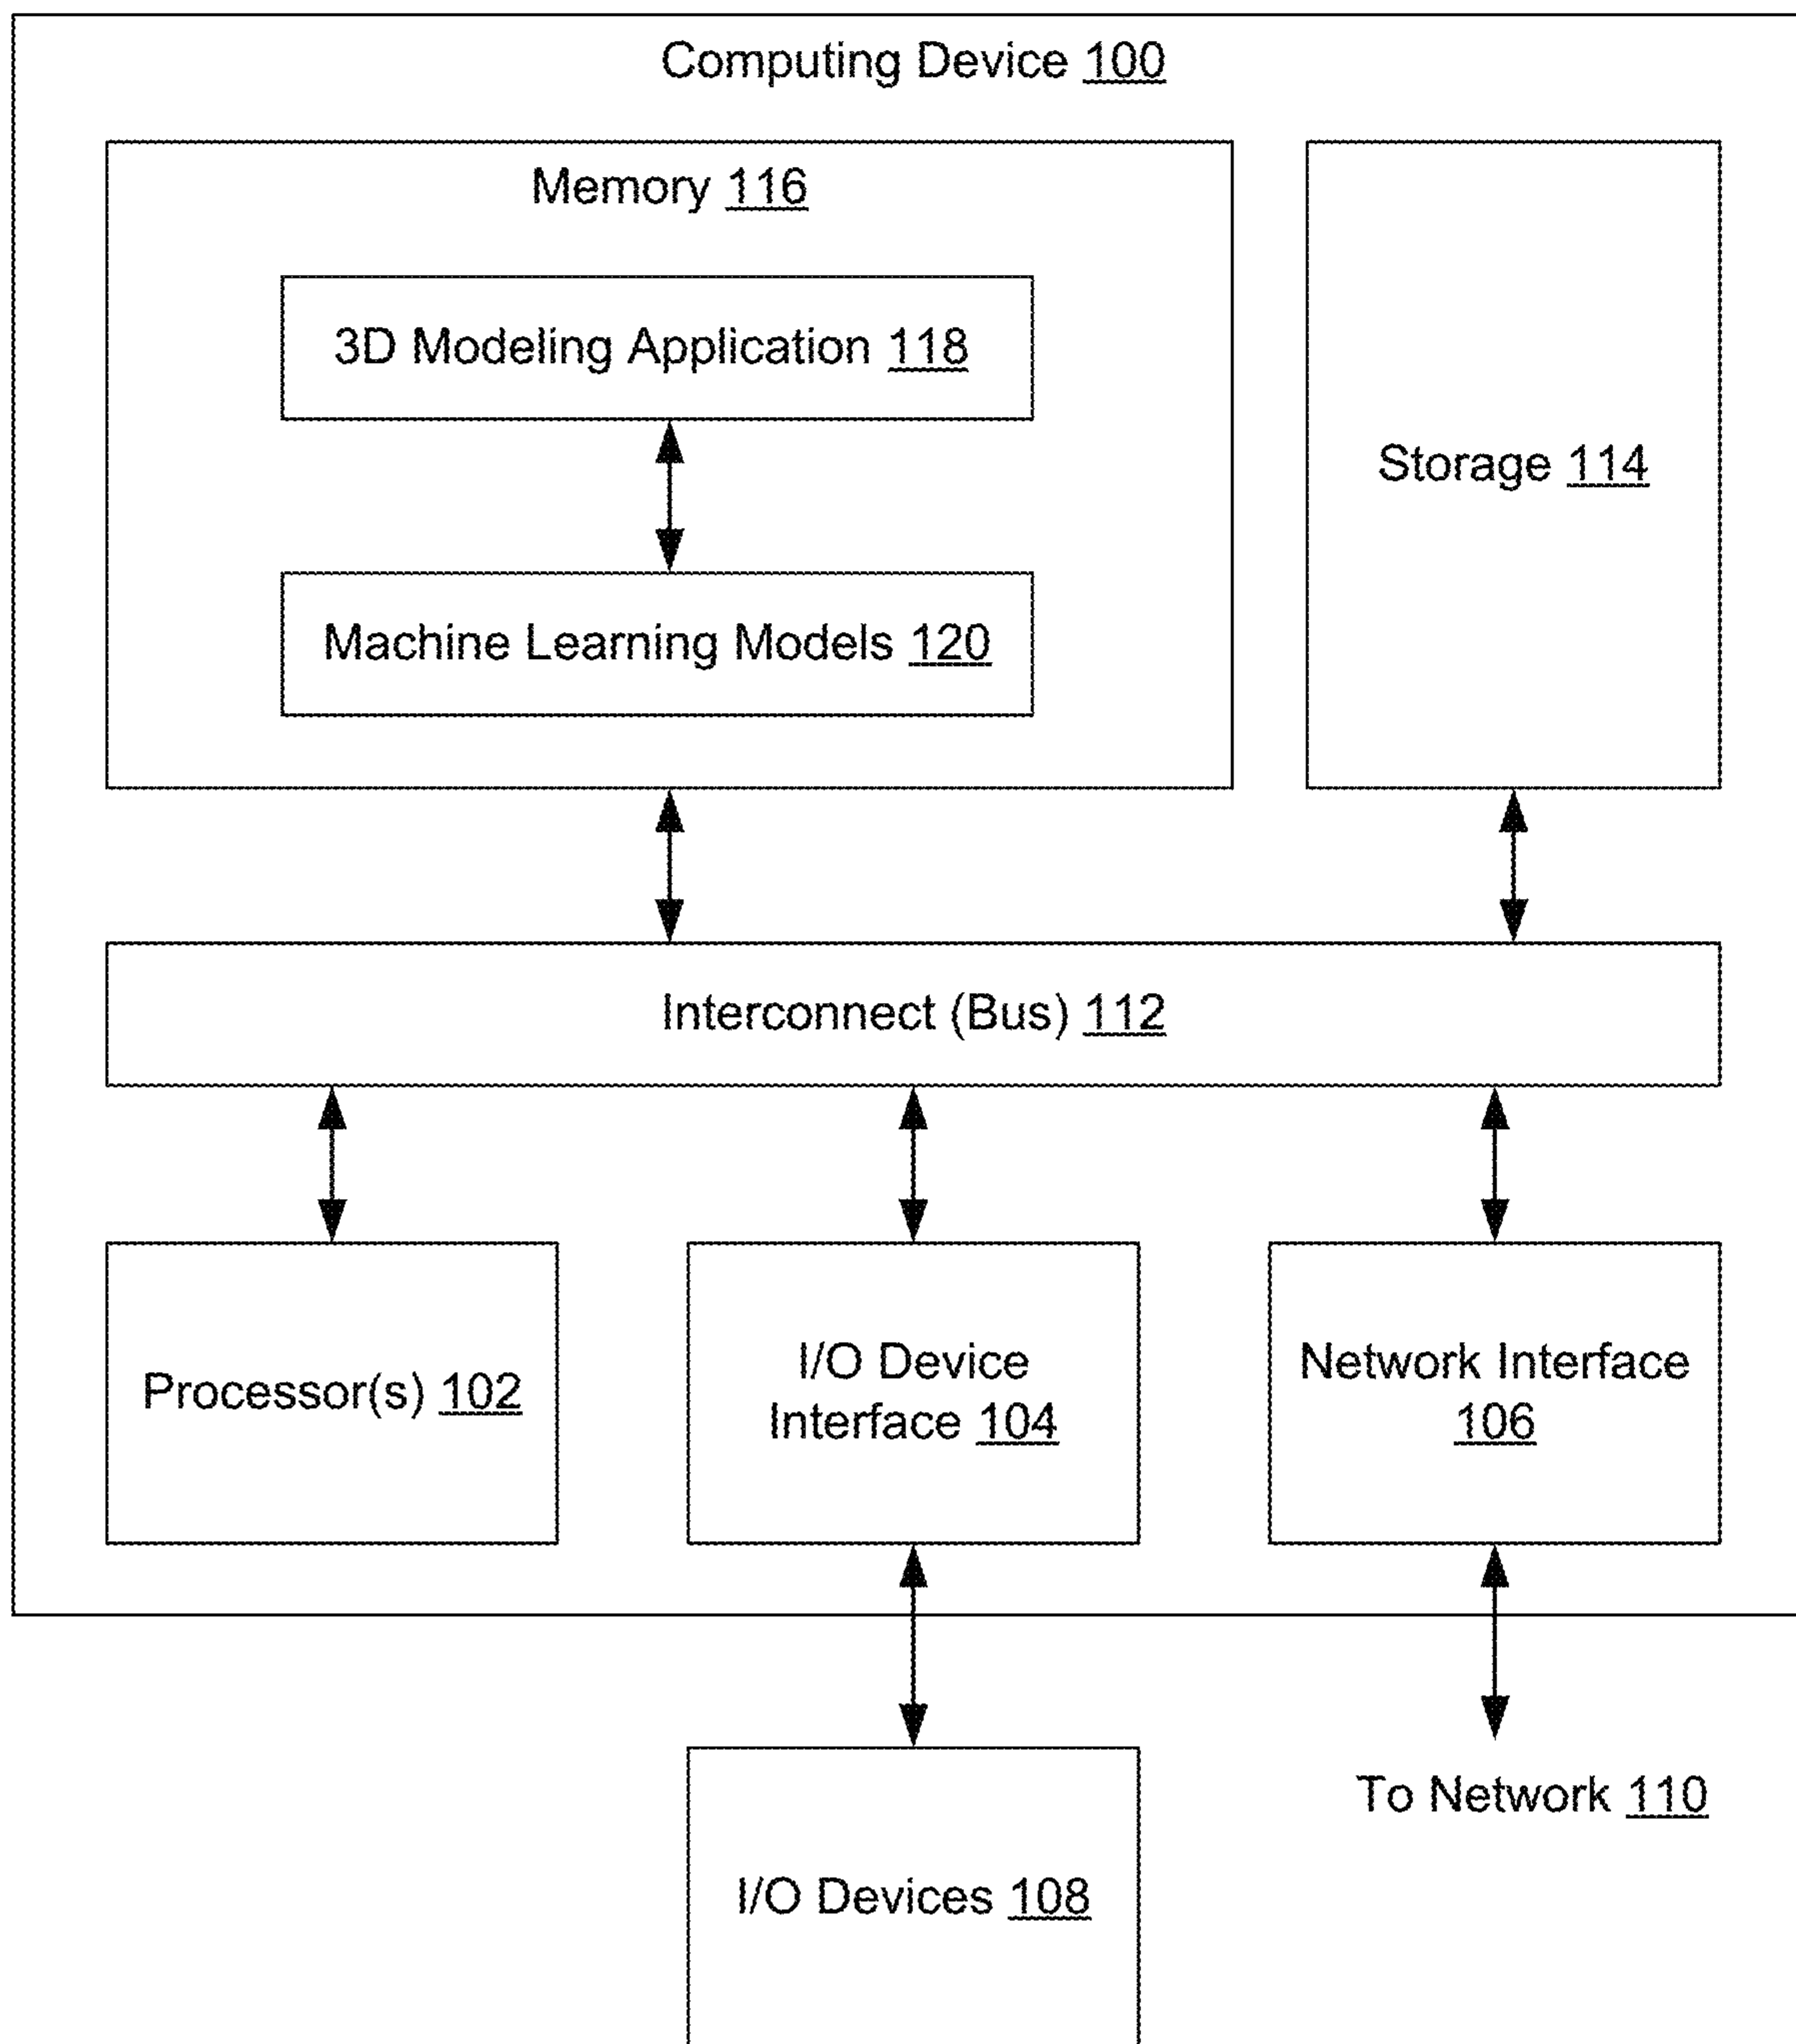 Computing Device 100
Memory 116
3D Modeling Application 118
Machine Learning Models 120
Storage 114
Interconnect (Bus) 112
Processor(s) 102
I/O Device
Interface 104
Network Interface
106
I/O Devices 108
To Network 110